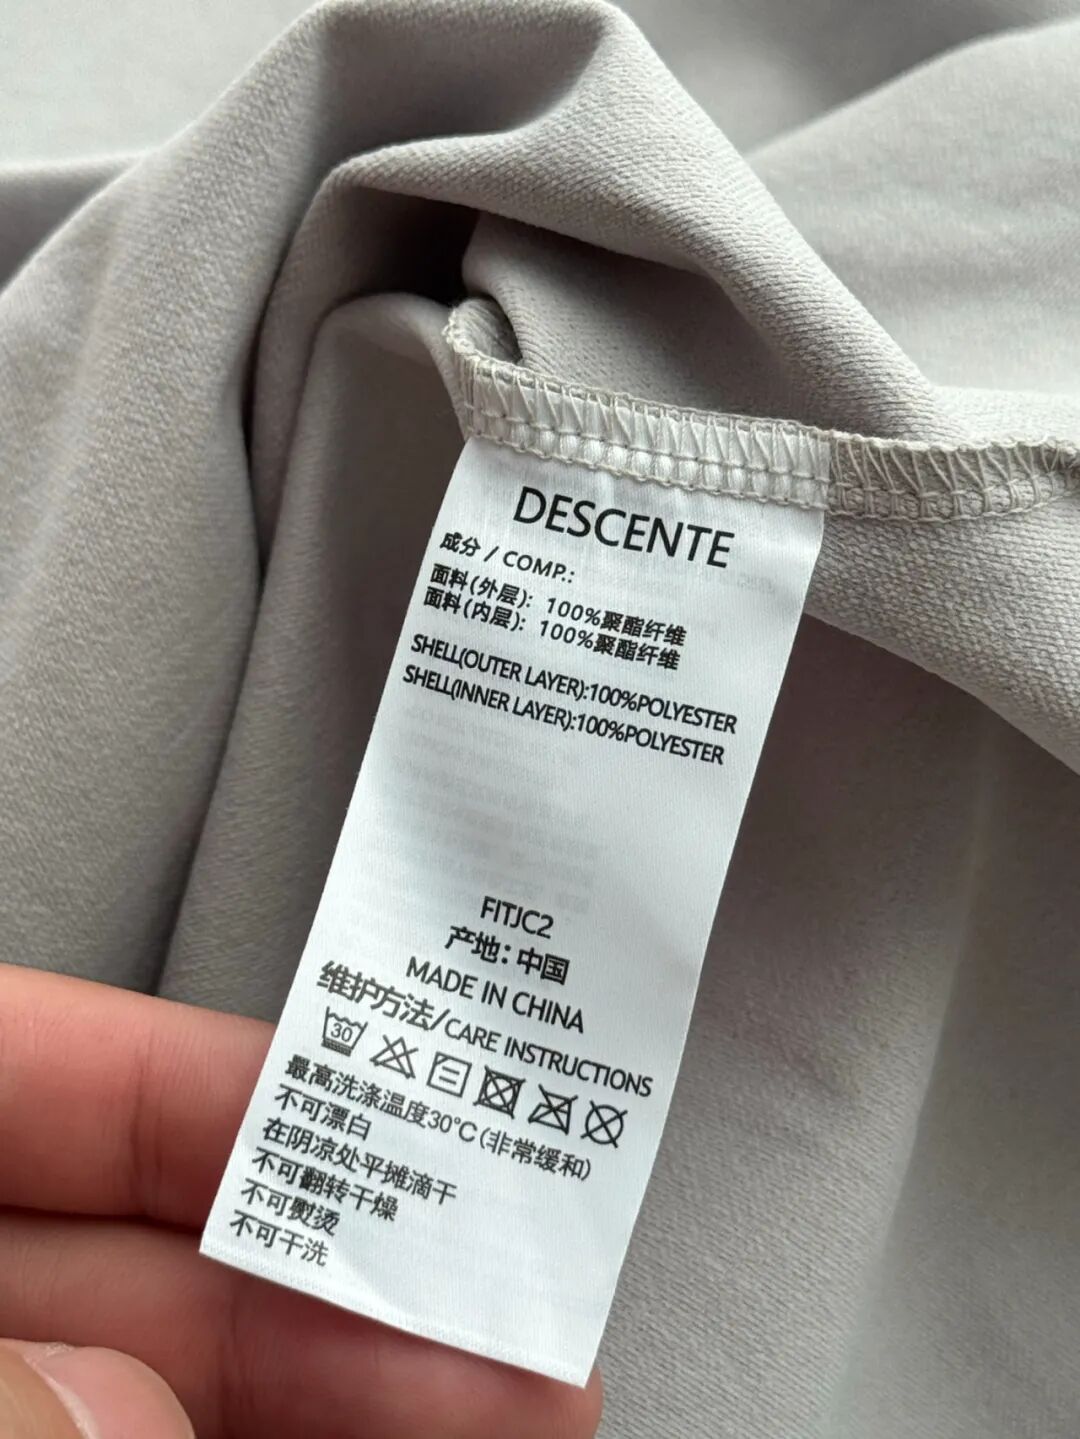 DESCENTE
成分 / COMP.:
面料(外层): 100%聚酯纤维
面料(内层): 100%聚酯纤维
SHELL(OUTER LAYER):100%POLYESTER
SHELL(INNER LAYER):100%POLYESTER
FITJC2
产地: 中国
MADE IN CHINA
维护方法/CARE INSTRUCTIONS
30
最高洗涤温度30℃(非常缓和)
不可漂白
在阴凉处平摊滴干
不可翻转干燥
不可熨烫
不可干洗